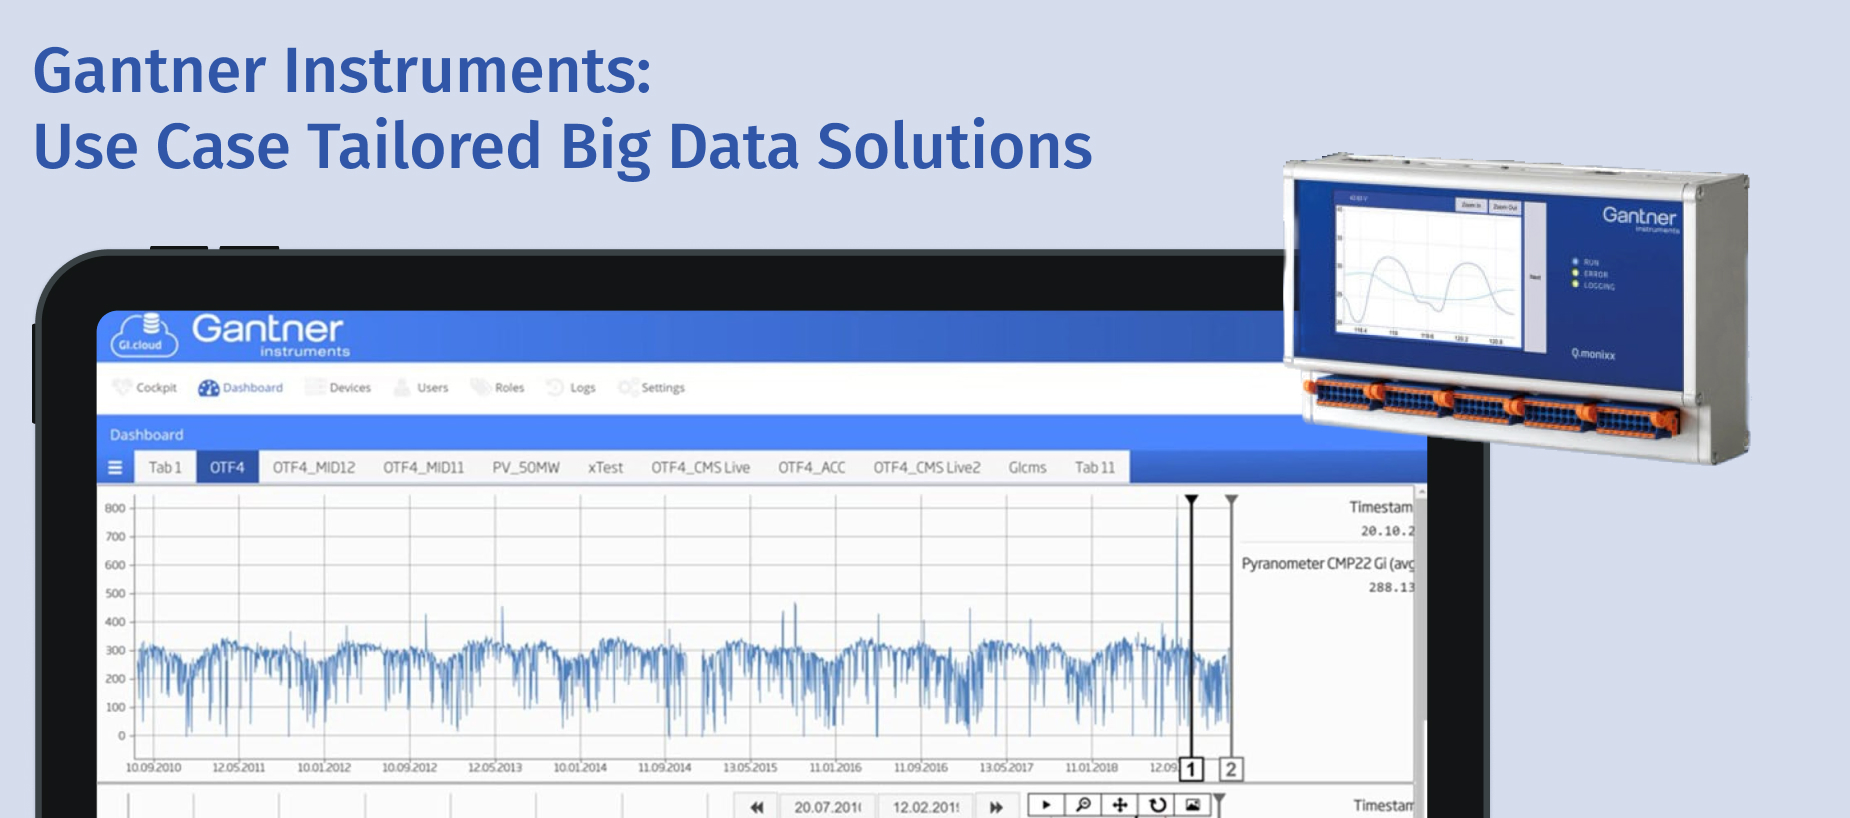 Gantner Instruments:
Use Case Tailored Big Data Solutions
GI.cloud
Gantner
instruments
Cockpit Dashboard Devices Users Roles Logs Settings
Dashboard
Tab 1 OTF4 OTF4_MID12 OTF4_MID11 PV_50MW xTest OTF4_CMS Live OTF4_ACC OTF4_CMS Live2 GIcms Tab 11
800
700
600
500
400
300
200
100
0
10.09.2010 12.05.2011 10.01.2012 10.09.2012 12.05.2013 10.01.2014 11.09.2014 13.05.2015 11.01.2016 11.09.2016 13.05.2017 11.01.2018 12.09. 1 2
Timestam
20.10.2
Pyranometer CMP22 Gi (avg
288.13
20.07.201 12.02.201
Timestam
Zoom In Zoom Out
Next
Gantner
instruments
RUN
ERROR
LOGGING
Q.monixx